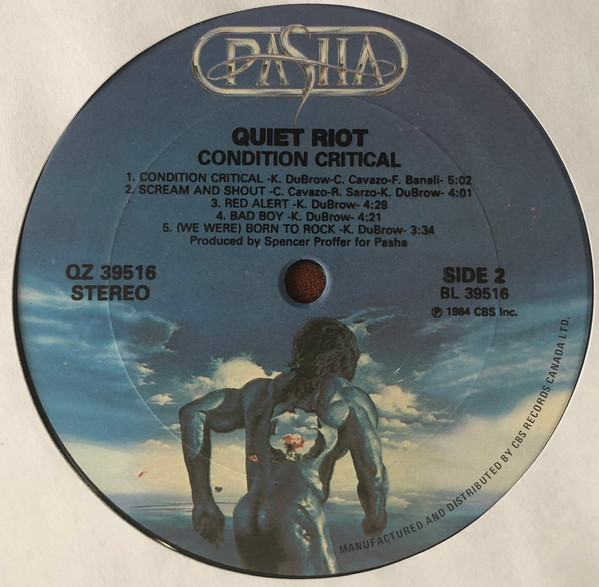 PASHA
QUIET RIOT
CONDITION CRITICAL
1. CONDITION CRITICAL -K. DuBrow-C. Cavazo-F. Banali- 5:02
2. SCREAM AND SHOUT -C. Cavazo-R. Sarzo-K. DuBrow- 4:01
3. RED ALERT -K. DuBrow- 4:28
4. BAD BOY -K. DuBrow- 4:21
5. (WE WERE) BORN TO ROCK -K. DuBrow- 3:34
Produced by Spencer Proffer for Pasha
QZ 39516
STEREO
SIDE 2
BL 39516
℗ 1984 CBS Inc.
MANUFACTURED AND DISTRIBUTED BY CBS RECORDS CANADA LTD.